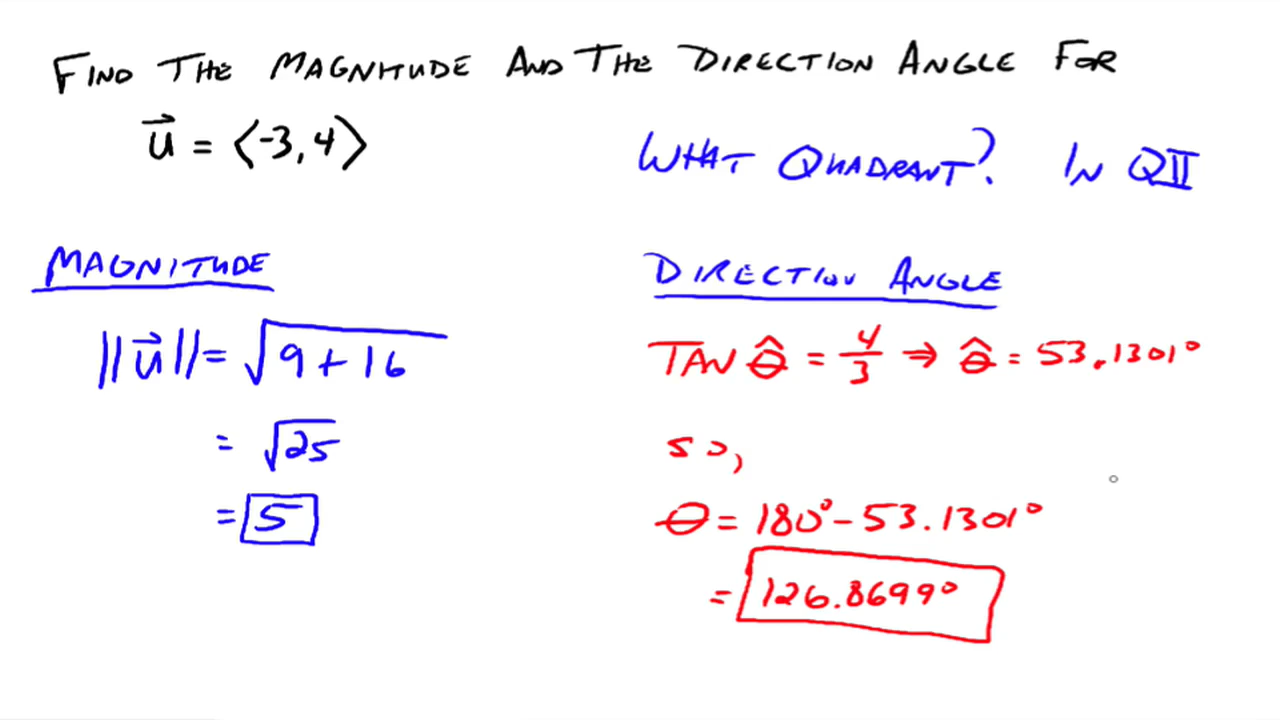 FIND THE MAGNITUDE AND THE DIRECTION ANGLE FOR
u⃗ = ⟨-3, 4⟩
WHAT QUADRANT? IN QII
MAGNITUDE
||u⃗|| = √(9 + 16)
= √25
= 5
DIRECTION ANGLE
TAN θ̂ = 4/3 ⇒ θ̂ = 53.1301°
SO,
θ = 180° - 53.1301°
= 126.8699°